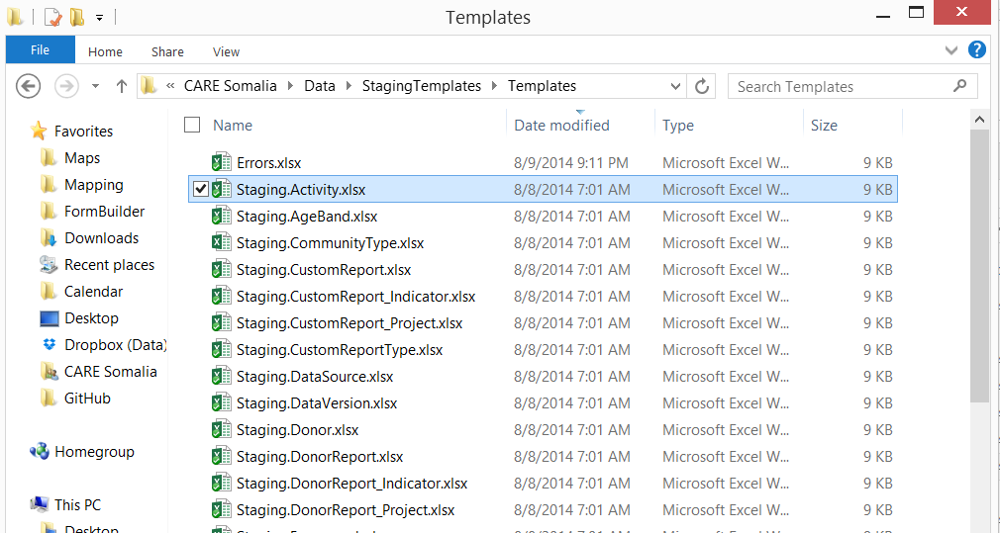 Templates
File Home Share View
« CARE Somalia Data StagingTemplates Templates Search Templates
Name Date modified Type Size
Favorites
Maps
Mapping
FormBuilder
Downloads
Recent places
Calendar
Desktop
Dropbox (Data)
CARE Somalia
GitHub
Homegroup
This PC
Desktop
Errors.xlsx 8/9/2014 9:11 PM Microsoft Excel W... 9 KB
Staging.Activity.xlsx 8/8/2014 7:01 AM Microsoft Excel W... 9 KB
Staging.AgeBand.xlsx 8/8/2014 7:01 AM Microsoft Excel W... 9 KB
Staging.CommunityType.xlsx 8/8/2014 7:01 AM Microsoft Excel W... 9 KB
Staging.CustomReport.xlsx 8/8/2014 7:01 AM Microsoft Excel W... 9 KB
Staging.CustomReport_Indicator.xlsx 8/8/2014 7:01 AM Microsoft Excel W... 9 KB
Staging.CustomReport_Project.xlsx 8/8/2014 7:01 AM Microsoft Excel W... 9 KB
Staging.CustomReportType.xlsx 8/8/2014 7:01 AM Microsoft Excel W... 9 KB
Staging.DataSource.xlsx 8/8/2014 7:01 AM Microsoft Excel W... 9 KB
Staging.DataVersion.xlsx 8/8/2014 7:01 AM Microsoft Excel W... 9 KB
Staging.Donor.xlsx 8/8/2014 7:01 AM Microsoft Excel W... 9 KB
Staging.DonorReport.xlsx 8/8/2014 7:01 AM Microsoft Excel W... 9 KB
Staging.DonorReport_Indicator.xlsx 8/8/2014 7:01 AM Microsoft Excel W... 9 KB
Staging.DonorReport_Project.xlsx 8/8/2014 7:01 AM Microsoft Excel W... 9 KB